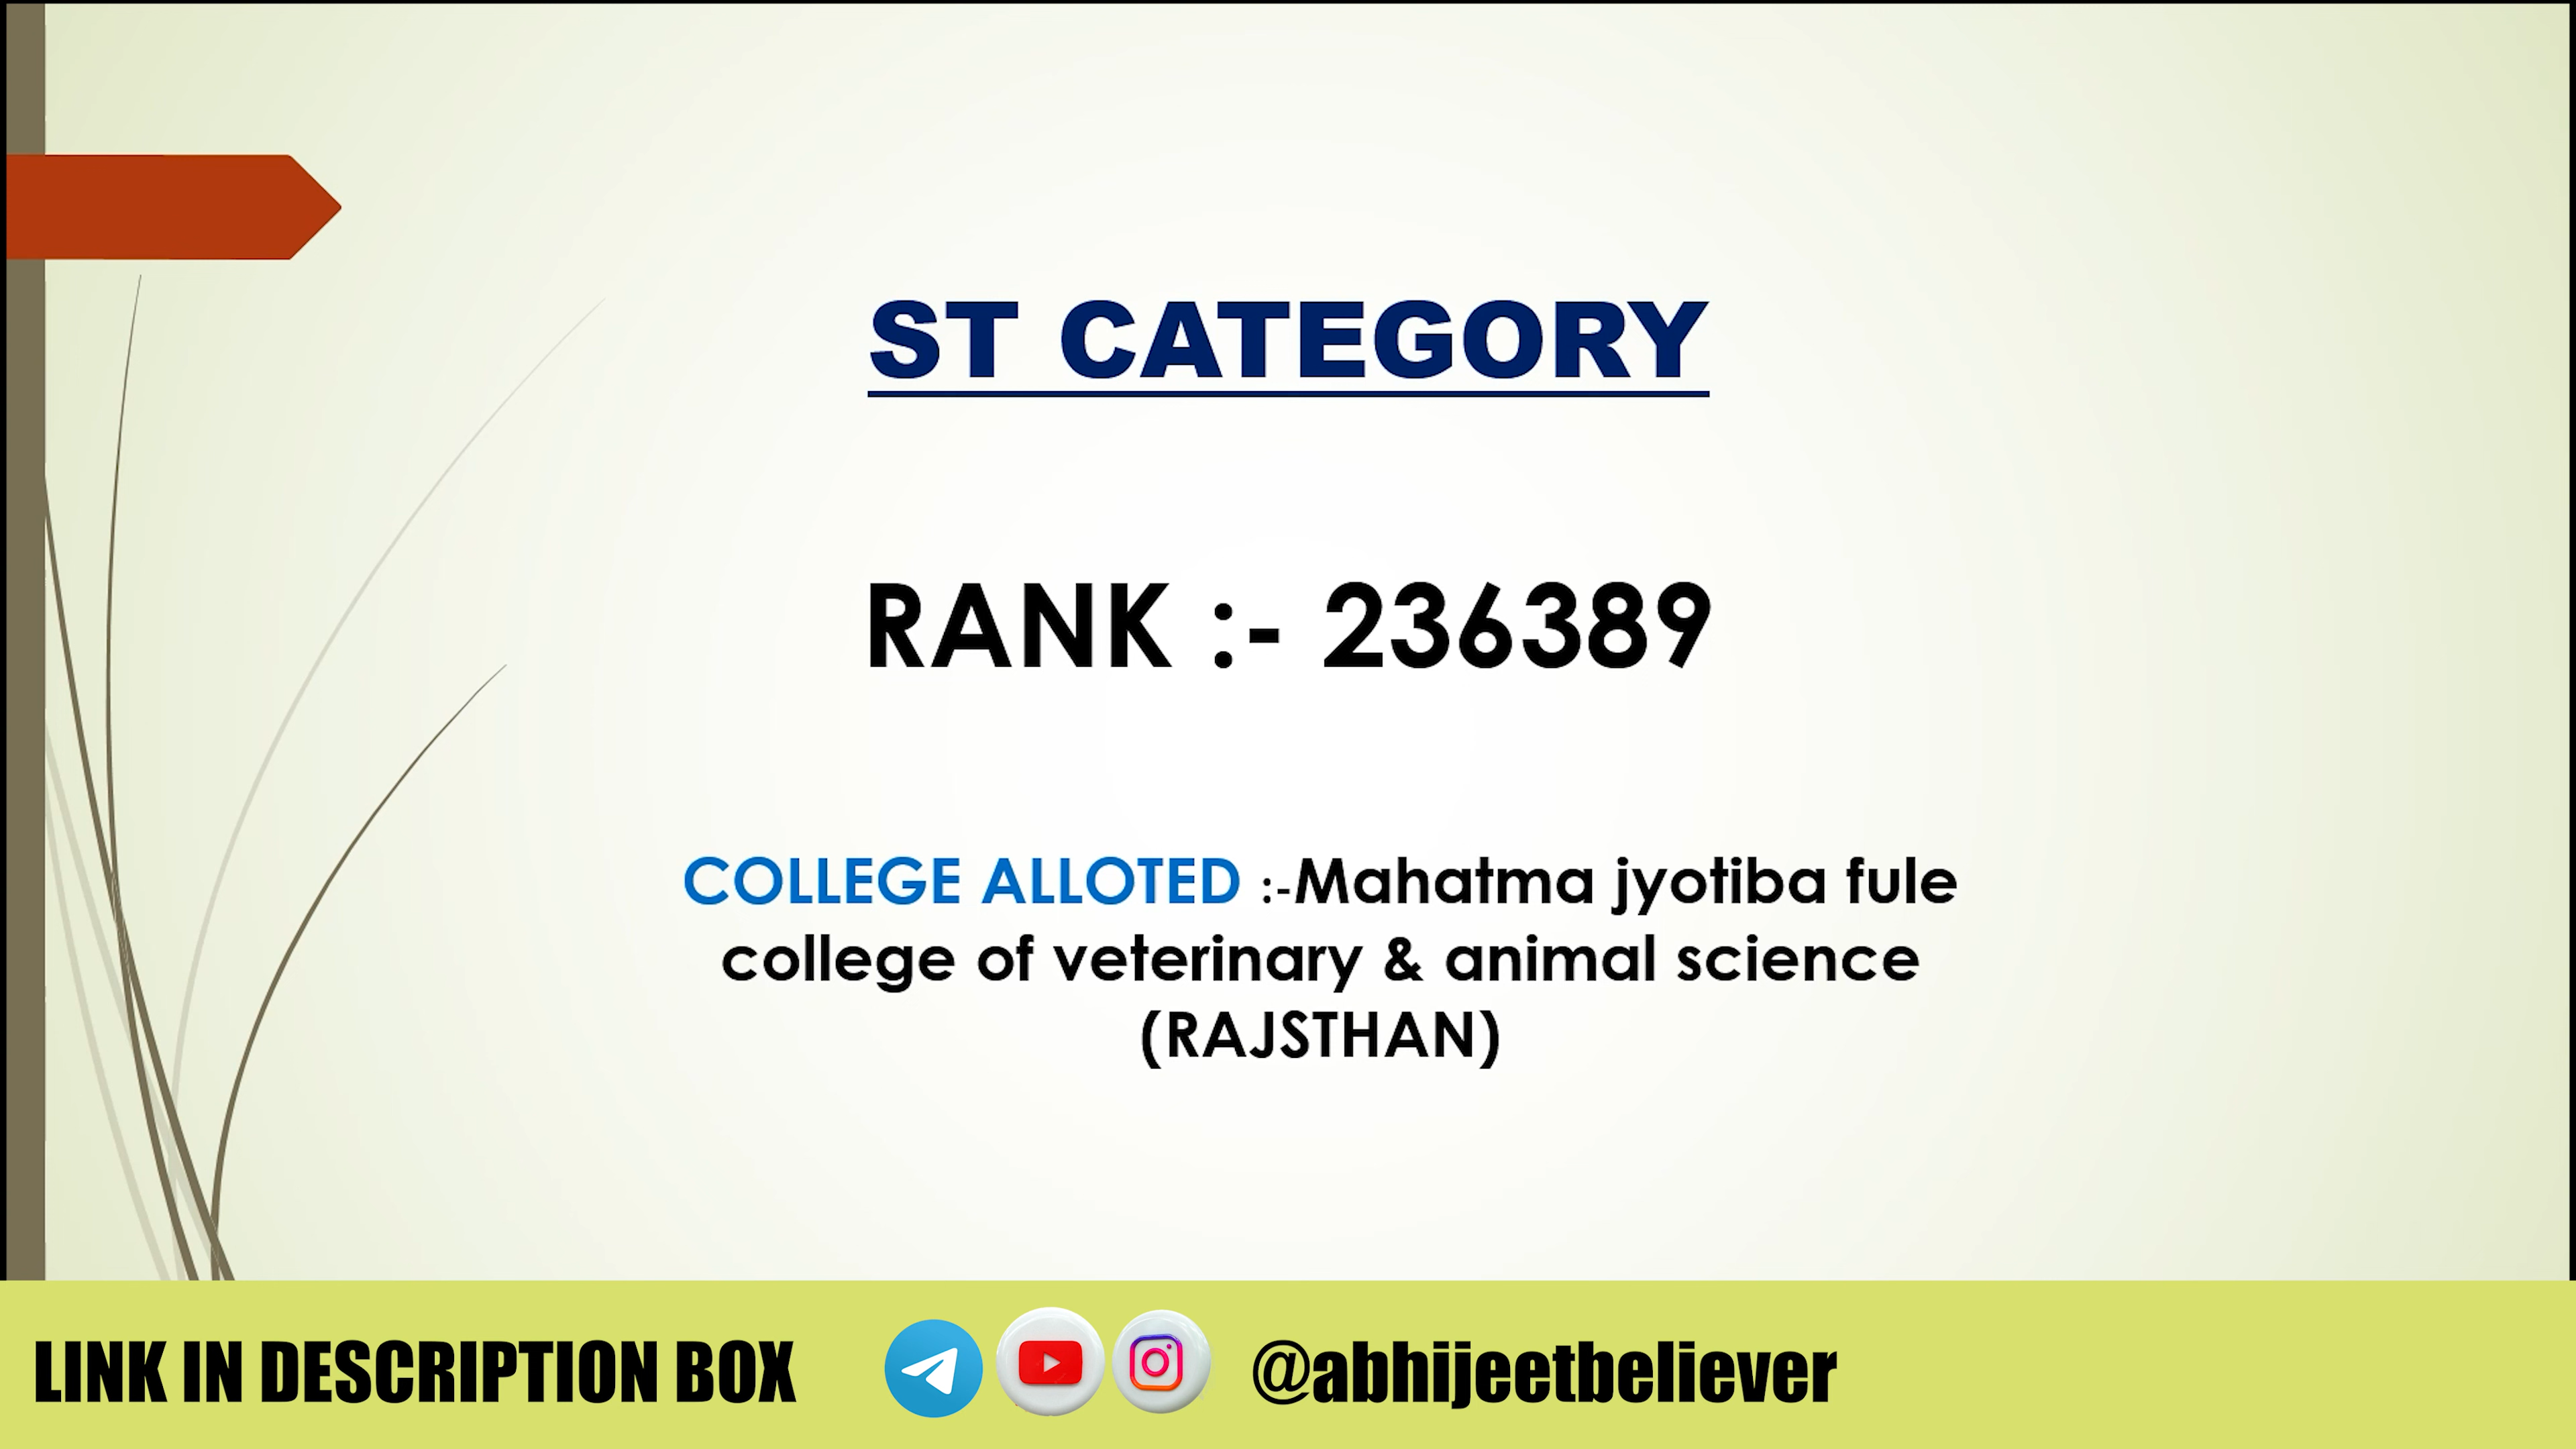 ST CATEGORY
RANK :- 236389
COLLEGE ALLOTED :-Mahatma jyotiba fule
college of veterinary & animal science
(RAJSTHAN)
LINK IN DESCRIPTION BOX @abhijeetbeliever